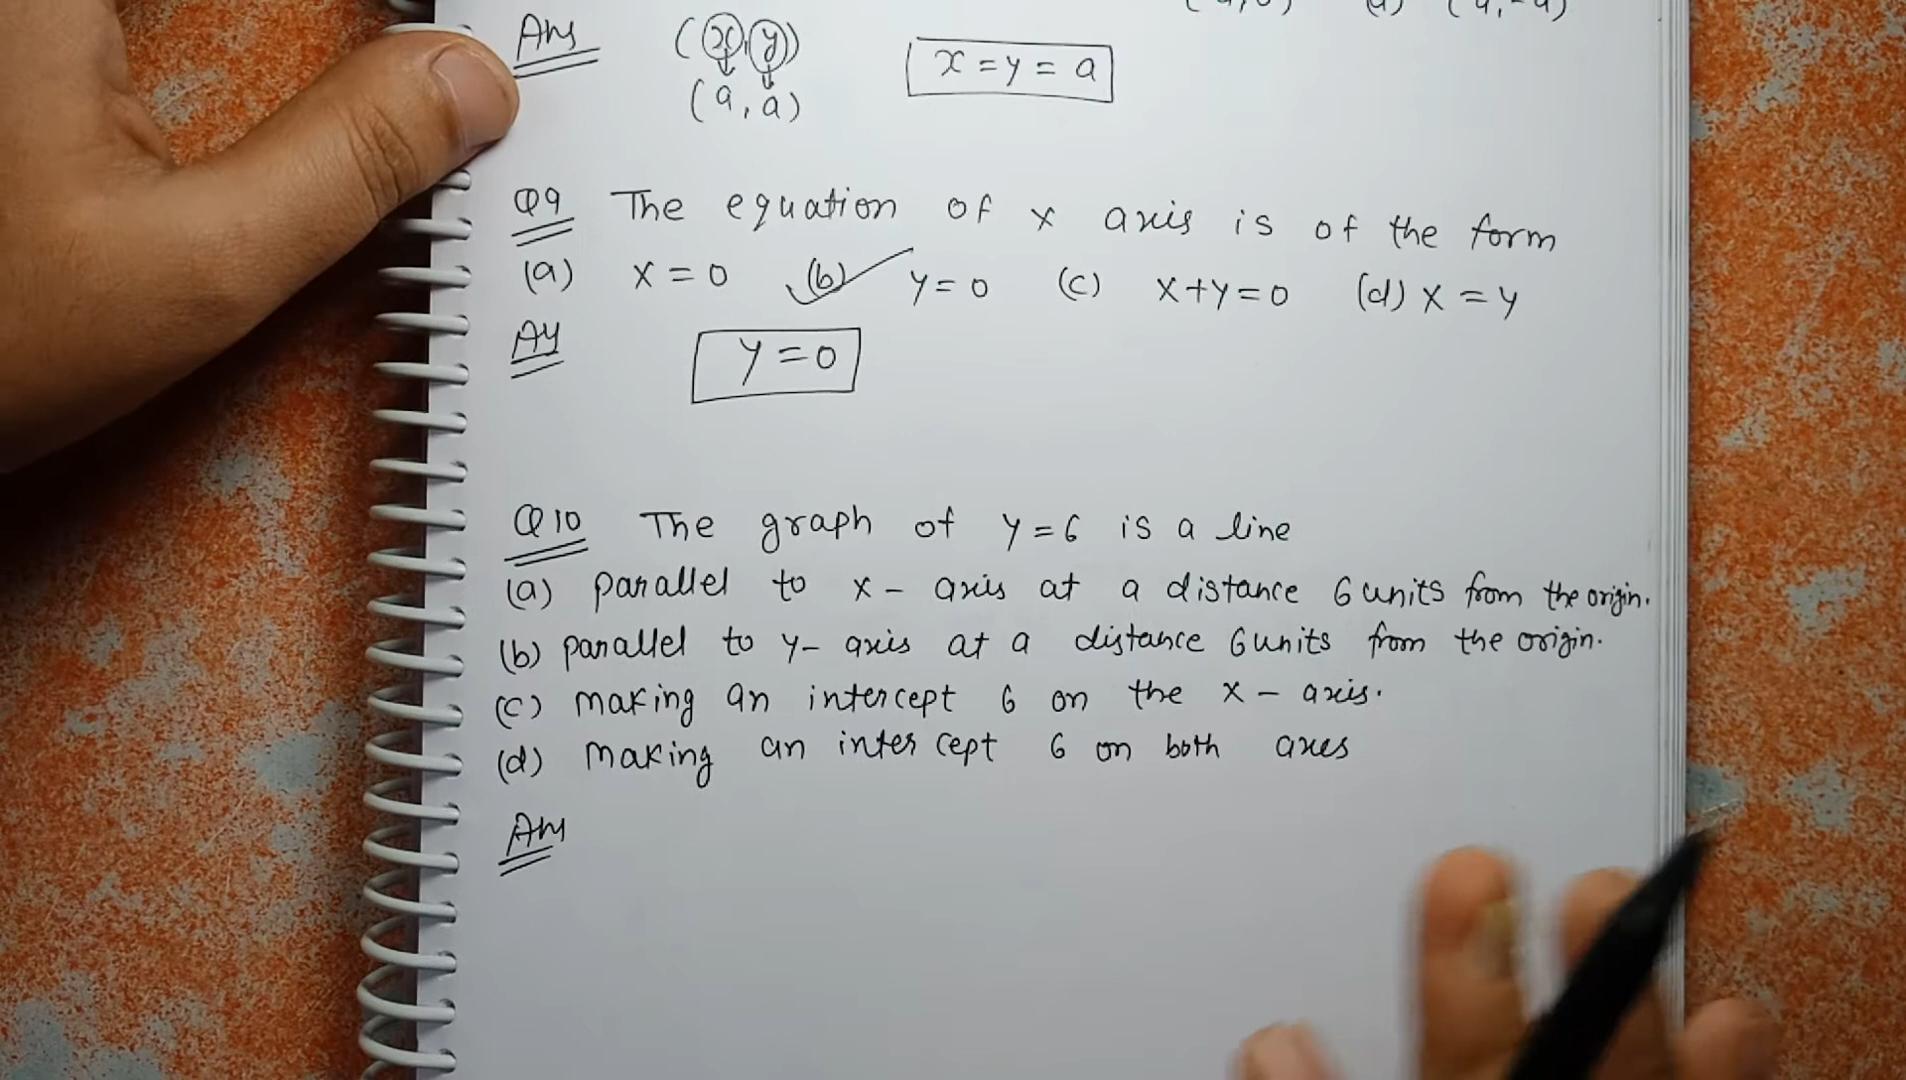 (d) (a,-a)
Ans (x,y) x = y = a
(a,a)
Q9 The equation of x axis is of the form
(a) x = 0 (b) y = 0 (c) x+y=0 (d) x = y
y = 0
Q10 The graph of y = 6 is a line
(a) parallel to x - axis at a distance 6 units from the origin.
(b) parallel to y- axis at a distance 6 units from the origin.
(c) making an intercept 6 on the x - axis.
(d) making an intercept 6 on both axes
Ans